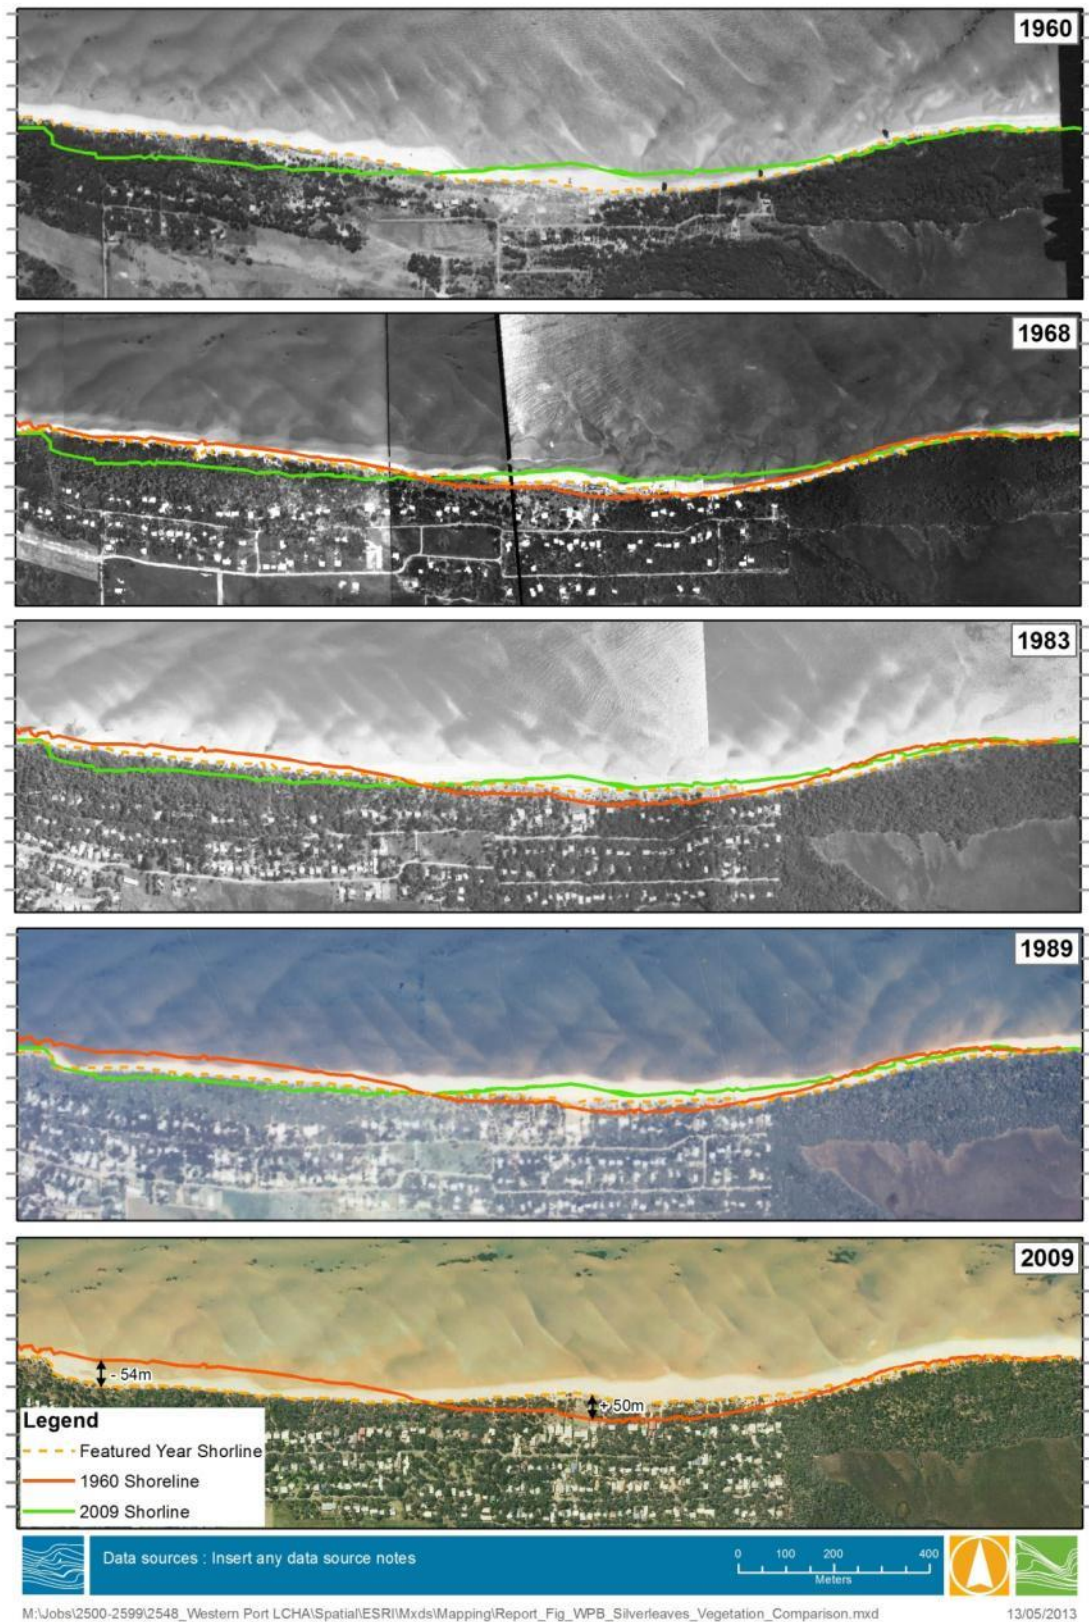 1960
1968
1983
1989
2009
- 54m
+ 50m
Legend
Featured Year Shorline
1960 Shoreline
2009 Shorline
Data sources : Insert any data source notes
0 100 200 400
Meters
M:\Jobs\2500-2599\2548_Western Port LCHA\Spatial\ESRI\Mxds\Mapping\Report_Fig_WPB_Silverleaves_Vegetation_Comparison.mxd 13/05/2013